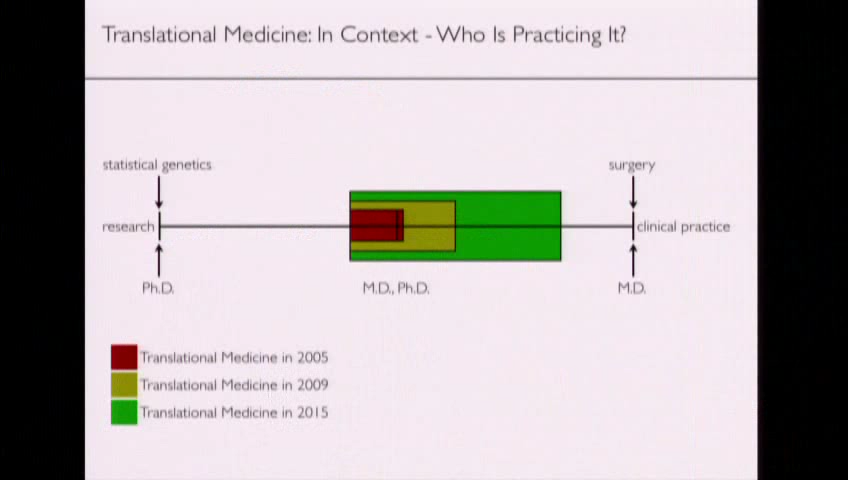 Translational Medicine: In Context - Who Is Practicing It?
statistical genetics
surgery
research
clinical practice
Ph.D.
M.D., Ph.D.
M.D.
Translational Medicine in 2005
Translational Medicine in 2009
Translational Medicine in 2015